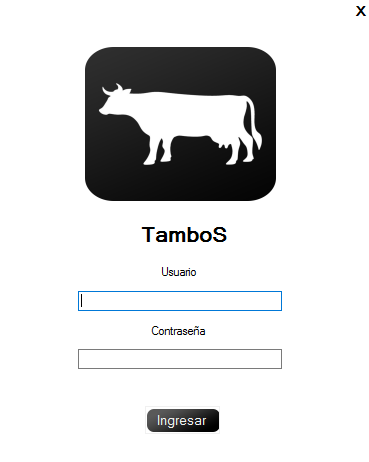 X
TamboS
Usuario
Contraseña
Ingresar